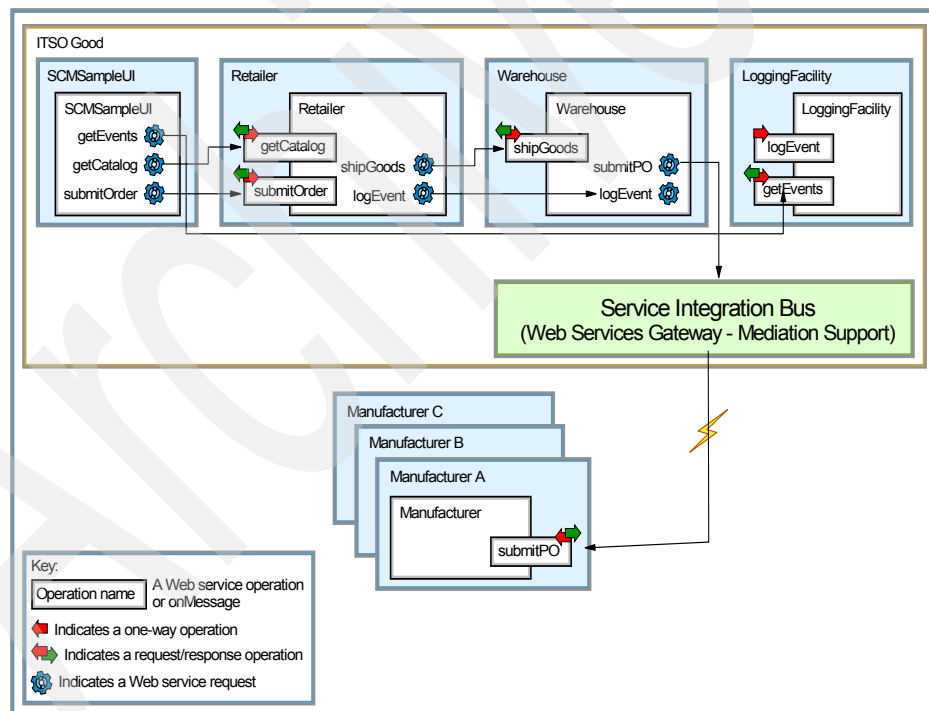 ITSO Good
SCMSampleUI
SCMSampleUI
getEvents
getCatalog
submitOrder
Retailer
Retailer
getCatalog
submitOrder
shipGoods
logEvent
Warehouse
Warehouse
shipGoods
submitPO
logEvent
LoggingFacility
LoggingFacility
logEvent
getEvents
Service Integration Bus
(Web Services Gateway - Mediation Support)
Manufacturer C
Manufacturer B
Manufacturer A
Manufacturer
submitPO
Key:
Operation name
A Web service operation
or onMessage
Indicates a one-way operation
Indicates a request/response operation
Indicates a Web service request